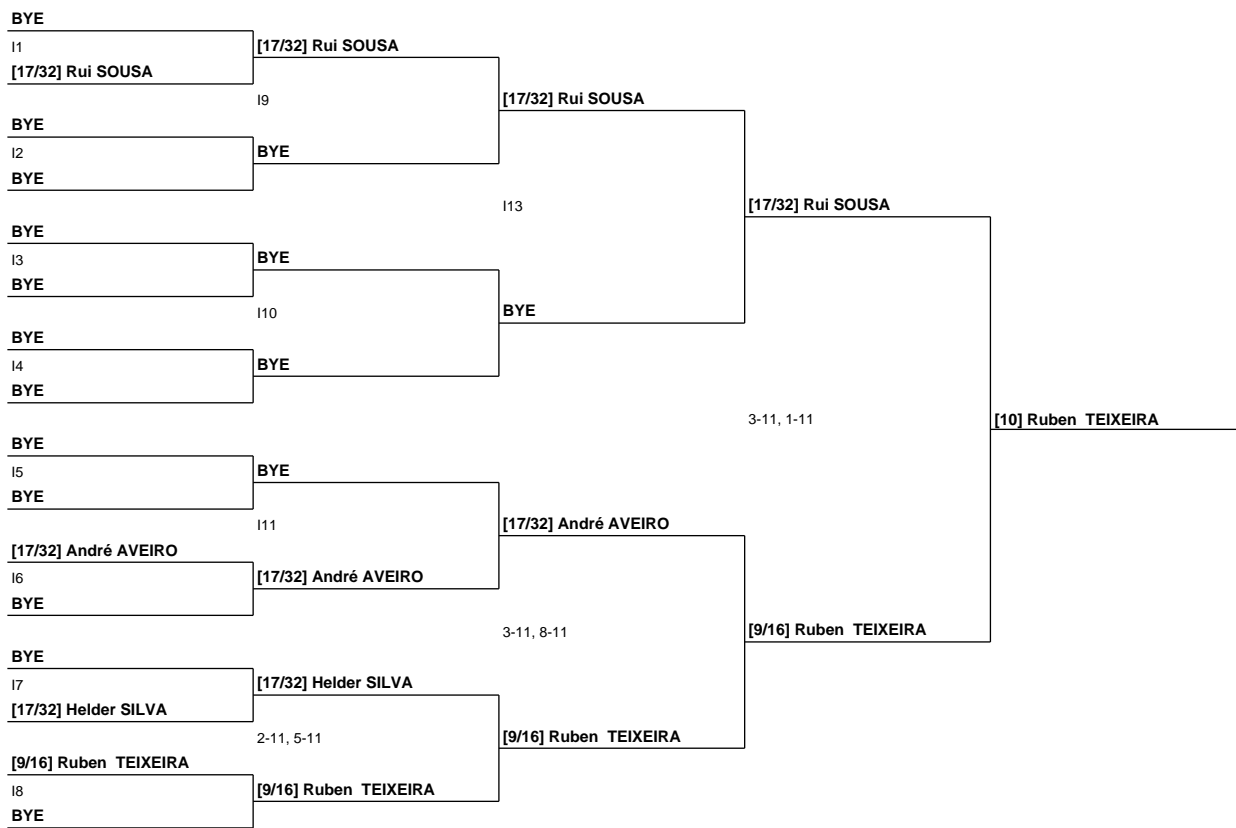 BYE
I1
[17/32] Rui SOUSA
[17/32] Rui SOUSA
I9
[17/32] Rui SOUSA
BYE
I2
BYE
BYE
I13
[17/32] Rui SOUSA
BYE
I3
BYE
BYE
I10
BYE
BYE
I4
BYE
BYE
3-11, 1-11
[10] Ruben  TEIXEIRA
BYE
I5
BYE
BYE
I11
[17/32] André AVEIRO
[17/32] André AVEIRO
I6
[17/32] André AVEIRO
BYE
3-11, 8-11
[9/16] Ruben  TEIXEIRA
BYE
I7
[17/32] Helder SILVA
[17/32] Helder SILVA
2-11, 5-11
[9/16] Ruben  TEIXEIRA
[9/16] Ruben  TEIXEIRA
I8
[9/16] Ruben  TEIXEIRA
BYE